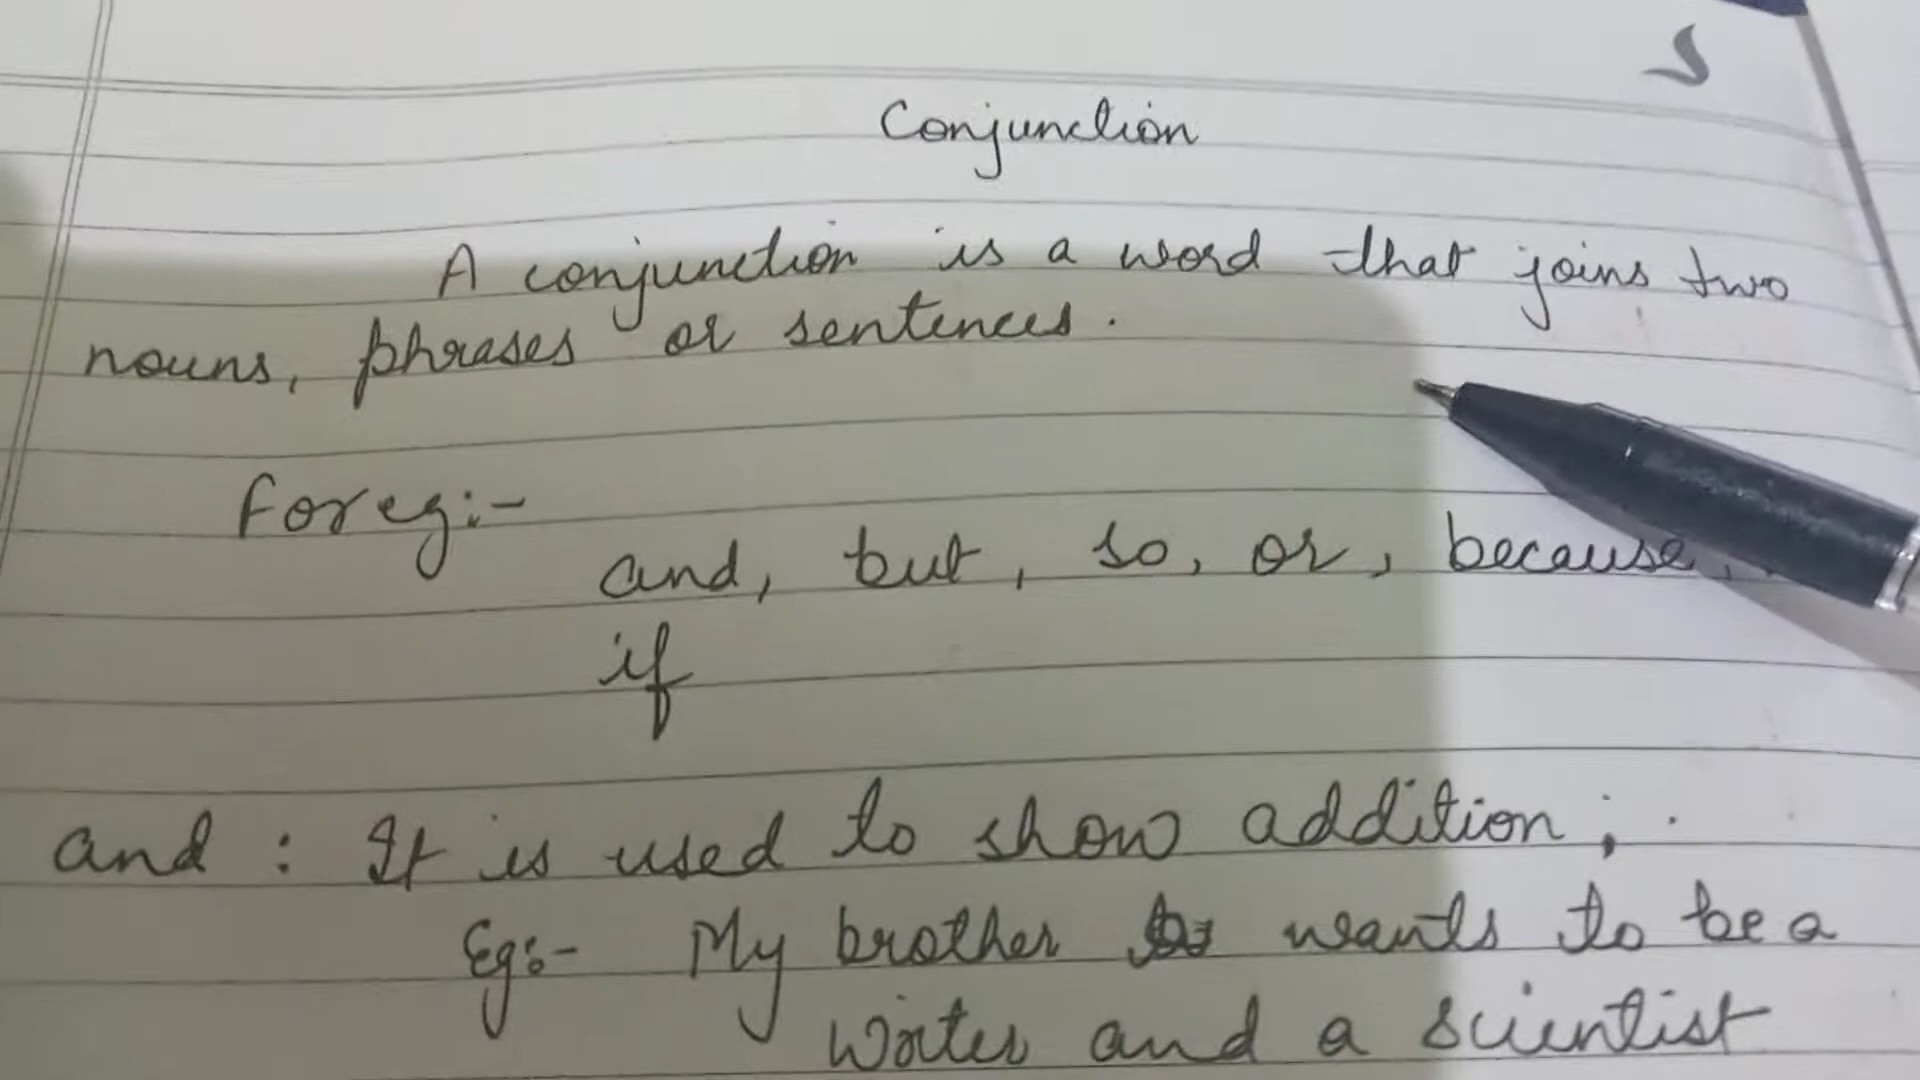 Conjunction
A conjunction is a word that joins two
nouns, phrases or sentences.
For eg:-
and, but, so, or, because,
if
and : It is used to show addition;
Eg:- My brother wants to be a
writer and a scientist